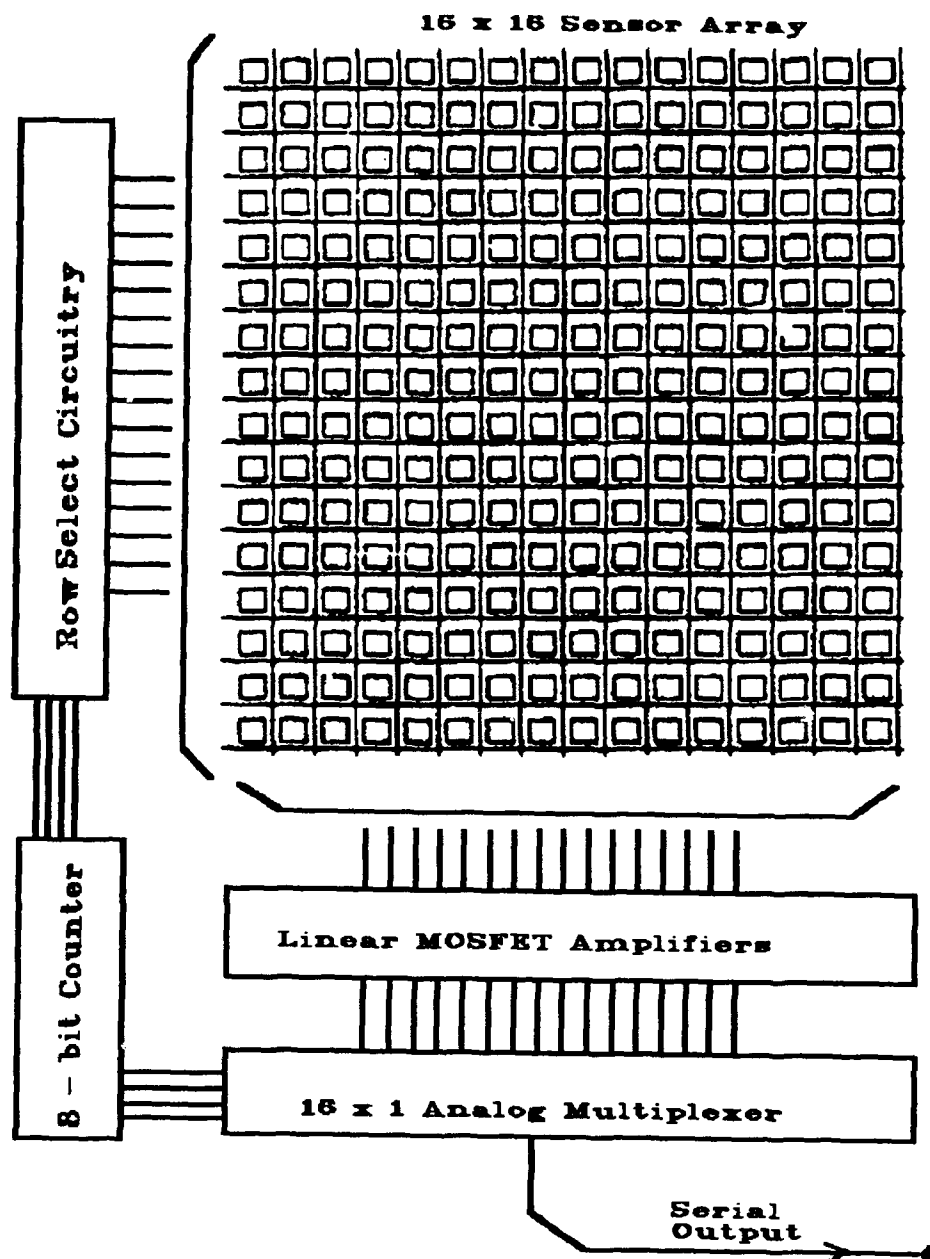 16 x 16 Sensor Array
Row Select Circuitry
8 - bit Counter
Linear MOSFET Amplifiers
16 x 1 Analog Multiplexer
Serial
Output